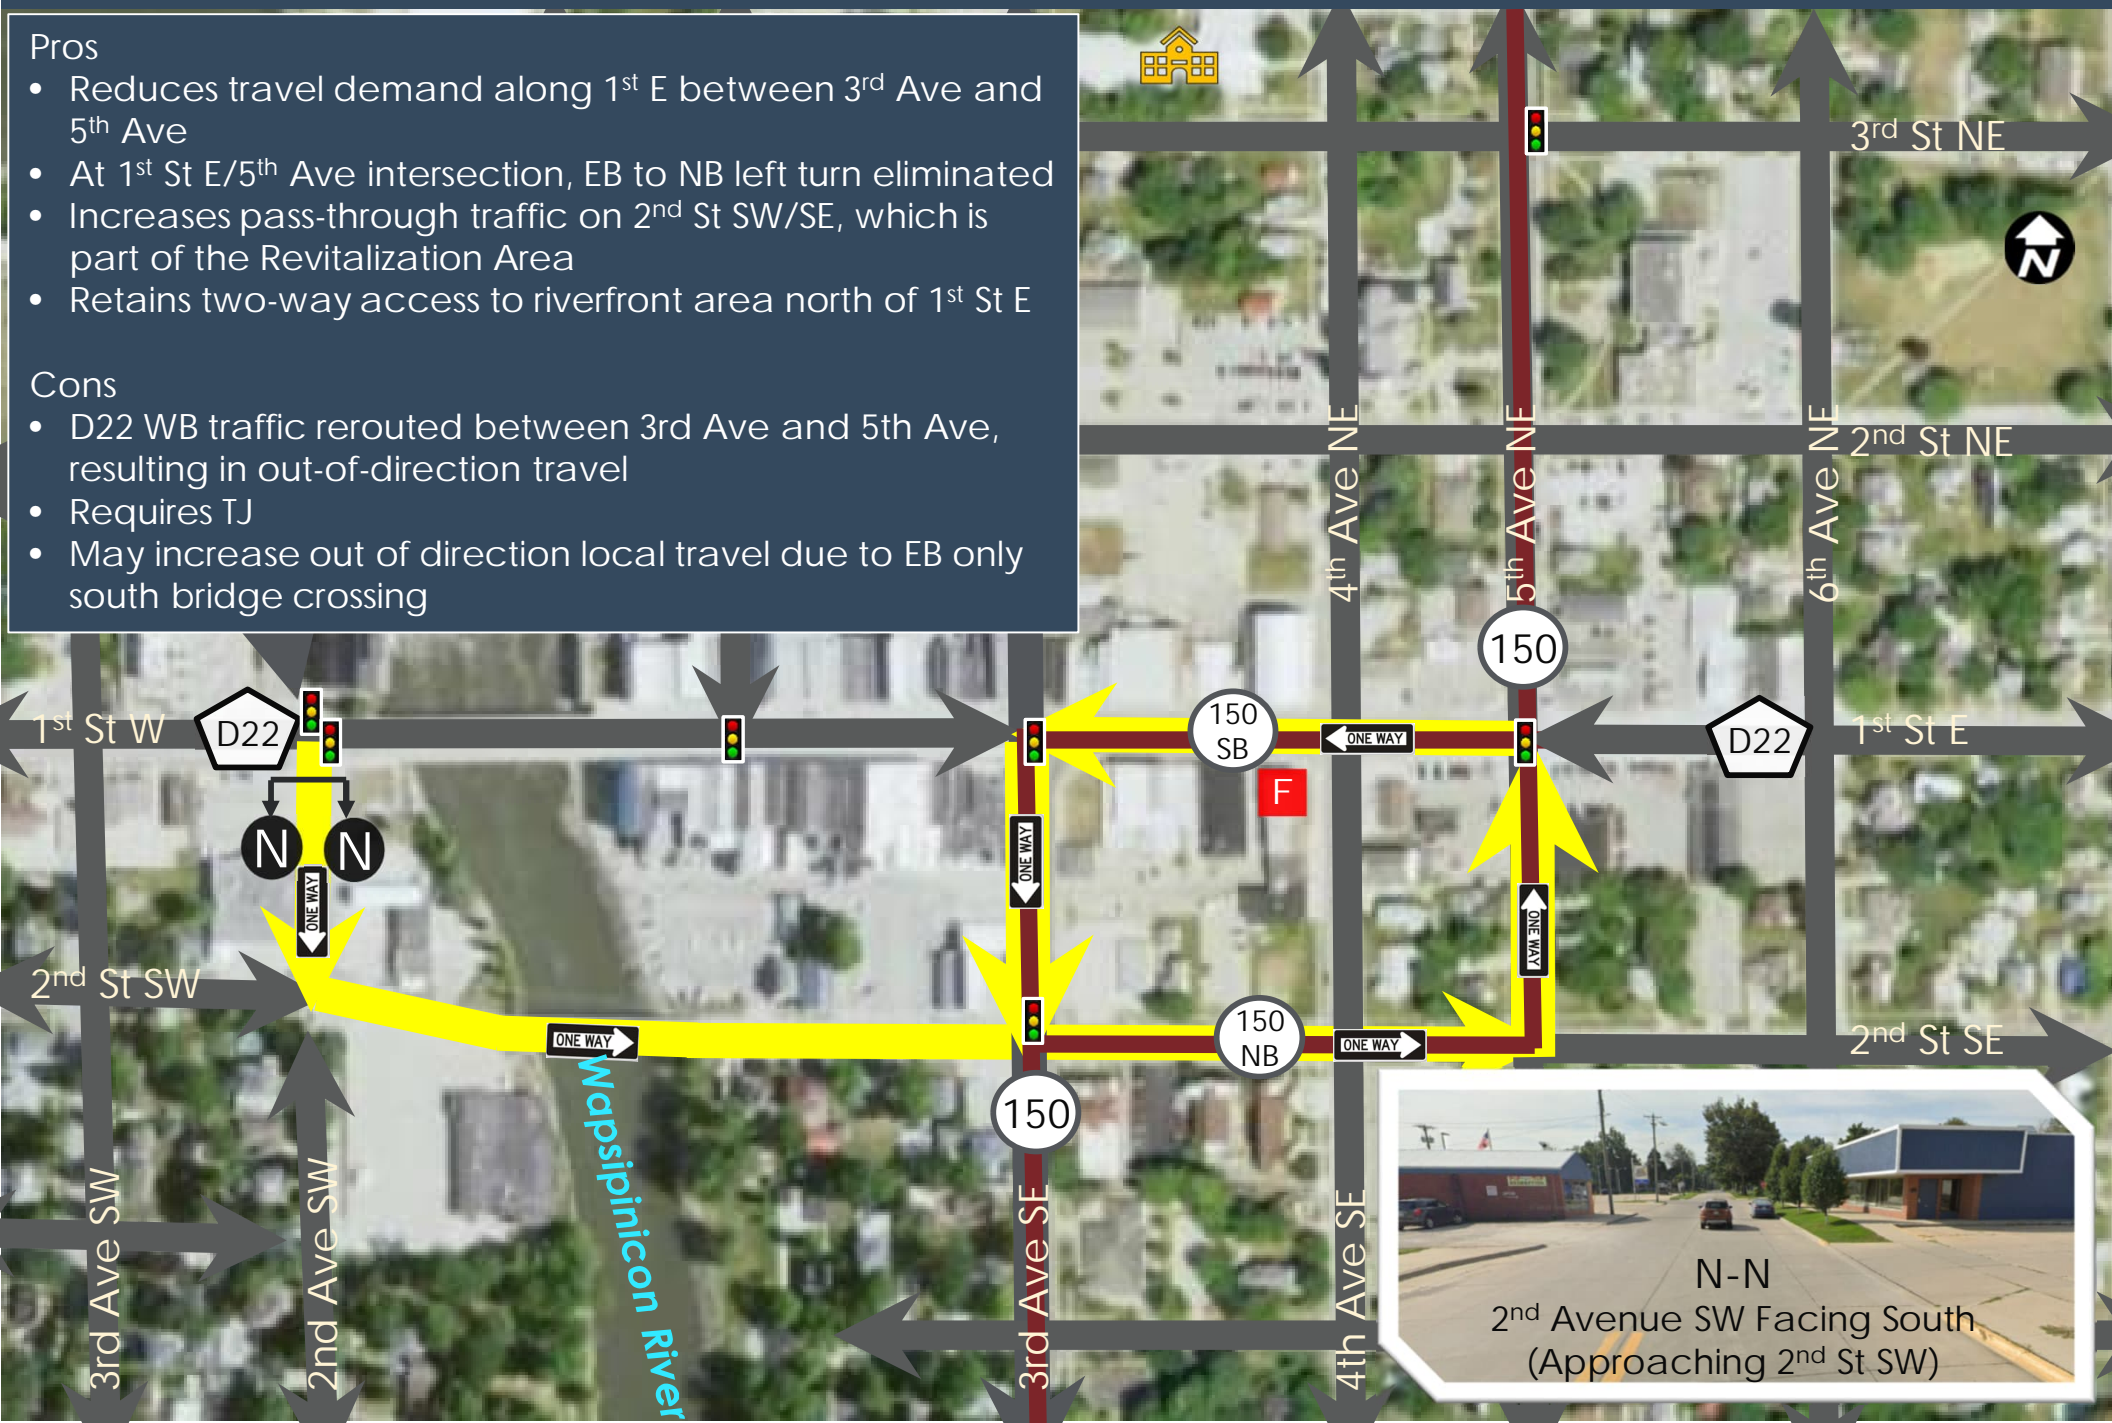 Pros
• Reduces travel demand along 1st E between 3rd Ave and
5th Ave
• At 1st St E/5th Ave intersection, EB to NB left turn eliminated
• Increases pass-through traffic on 2nd St SW/SE, which is
part of the Revitalization Area
• Retains two-way access to riverfront area north of 1st St E
Cons
• D22 WB traffic rerouted between 3rd Ave and 5th Ave,
resulting in out-of-direction travel
• Requires TJ
• May increase out of direction local travel due to EB only
south bridge crossing
3rd St NE
N
2nd St NE
4th Ave NE
5th Ave NE
6th Ave NE
150
1st St W
D22
150
SB
ONE WAY
D22
1st St E
F
N
N
ONE WAY
ONE WAY
ONE WAY
2nd St SW
ONE WAY
150
NB
ONE WAY
2nd St SE
150
Wapsipinicon River
3rd Ave SW
2nd Ave SW
3rd Ave SE
4th Ave SE
N-N
2nd Avenue SW Facing South
(Approaching 2nd St SW)